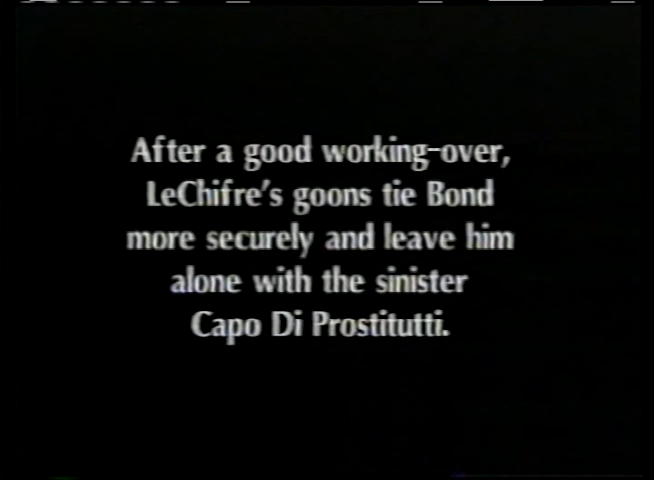 After a good working-over,
LeChifre's goons tie Bond
more securely and leave him
alone with the sinister
Capo Di Prostitutti.